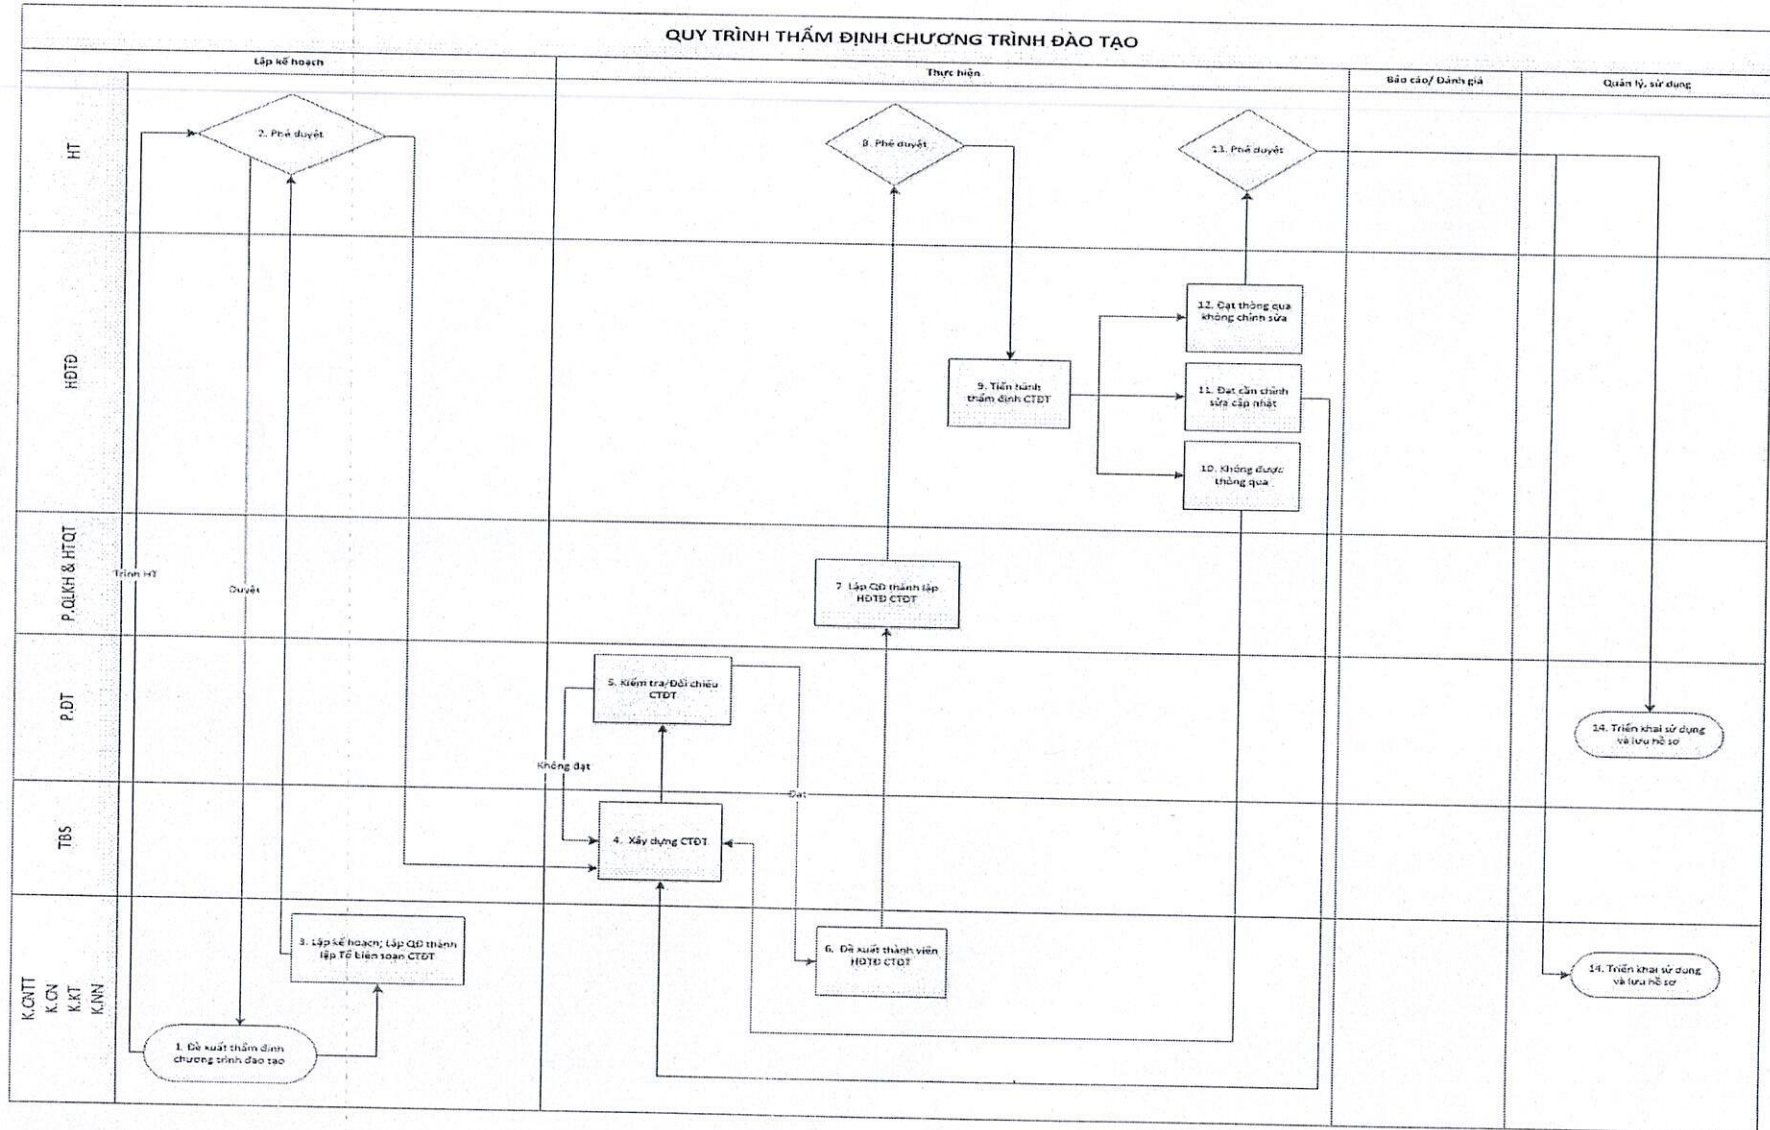 QUY TRÌNH THẨM ĐỊNH CHƯƠNG TRÌNH ĐÀO TẠO
Lập kế hoạch
Thực hiện
Báo cáo/ Đánh giá
Quản lý, sử dụng
HT
2. Phê duyệt
8. Phê duyệt
13. Phê duyệt
HĐTĐ
12. Đạt thông qua
không chỉnh sửa
9. Tiến hành
thẩm định CTĐT
11. Đạt cần chỉnh
sửa cập nhật
10. Không được
thông qua
P.QLKH & HTQT
Trình HT
Duyệt
7. Lập QĐ thành lập
HĐTĐ CTĐT
P.ĐT
5. Kiểm tra/Đối chiếu
CTĐT
14. Triển khai sử dụng
và lưu hồ sơ
Không đạt
Đạt
TBS
4. Xây dựng CTĐT
K.CNTT
K.CN
K.KT
K.NN
3. Lập kế hoạch; Lập QĐ thành
lập Tổ biên soạn CTĐT
6. Đề xuất thành viên
HĐTĐ CTĐT
14. Triển khai sử dụng
và lưu hồ sơ
1. Đề xuất thẩm định
chương trình đào tạo